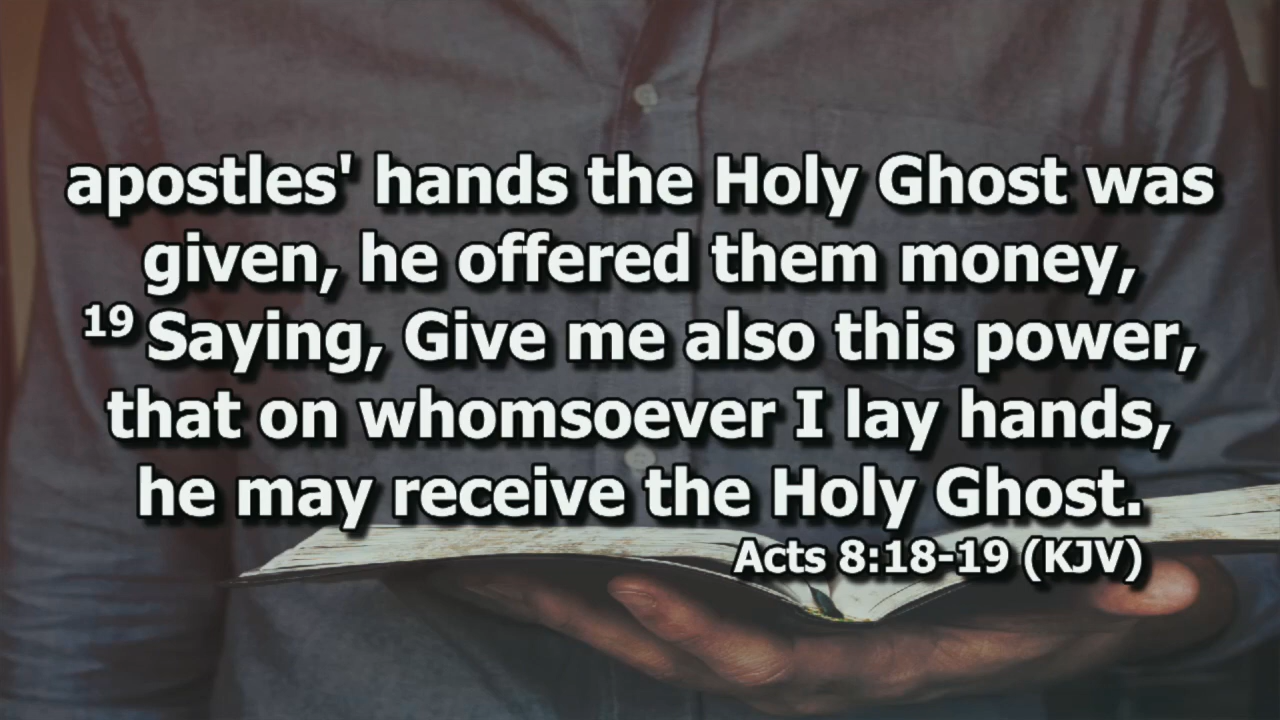 apostles' hands the Holy Ghost was
given, he offered them money,
19 Saying, Give me also this power,
that on whomsoever I lay hands,
he may receive the Holy Ghost.
Acts 8:18-19 (KJV)